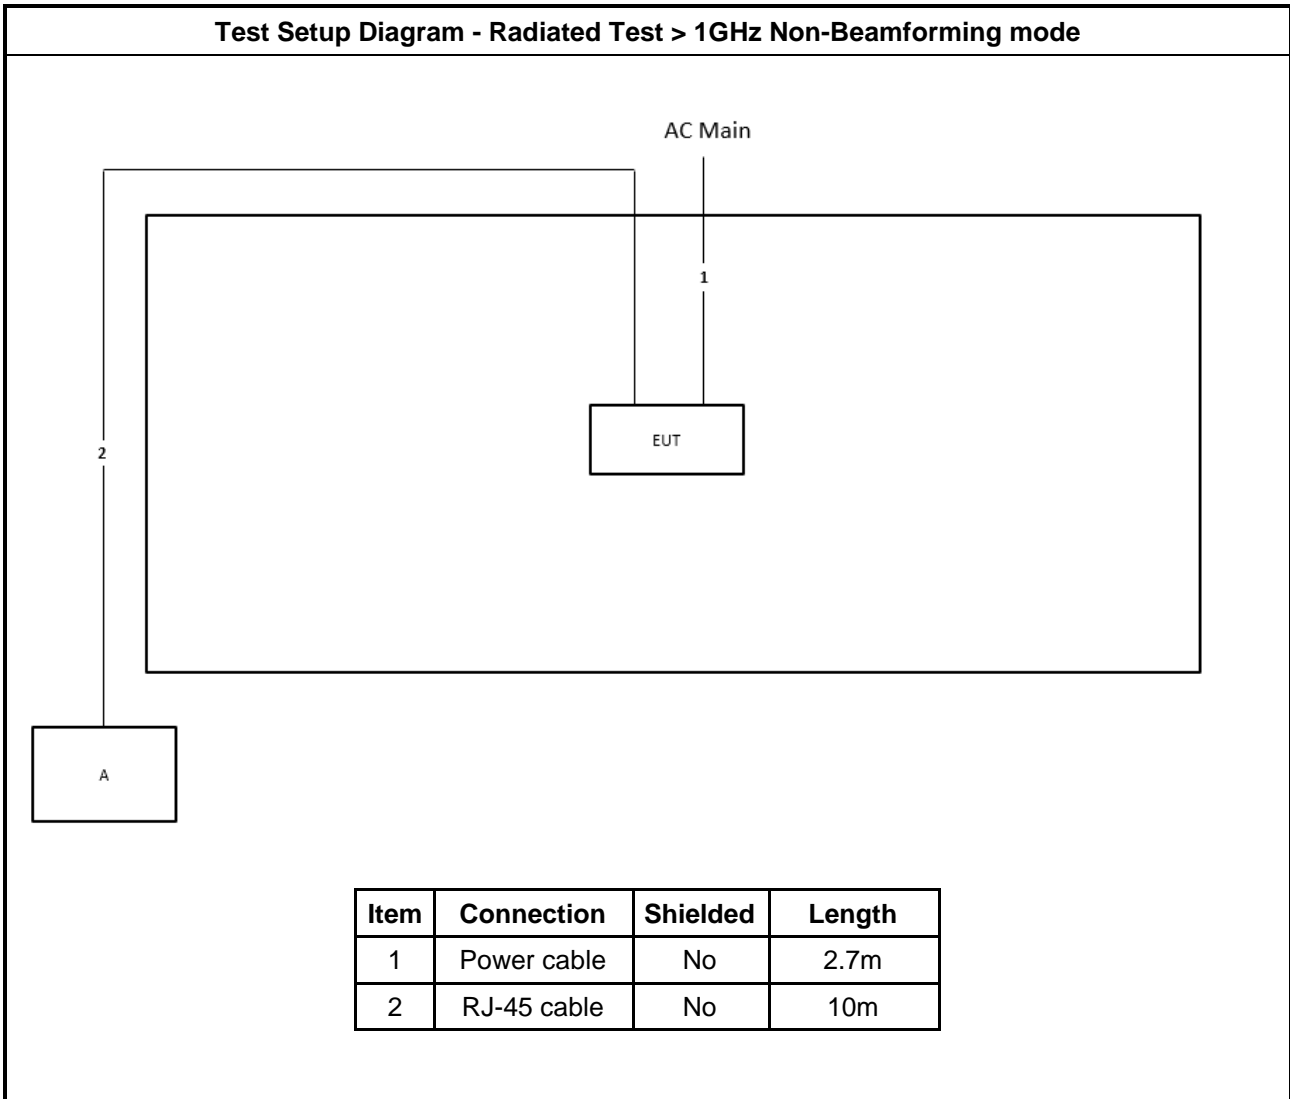 Test Setup Diagram - Radiated Test > 1GHz Non-Beamforming mode
AC Main
1
EUT
2
A
Item Connection Shielded Length
1 Power cable No 2.7m
2 RJ-45 cable No 10m